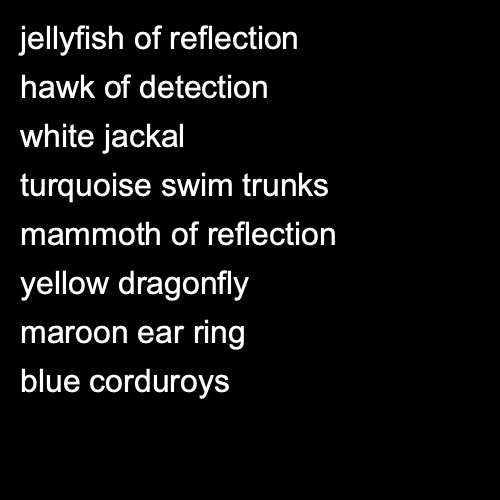 jellyfish of reflection
hawk of detection
white jackal
turquoise swim trunks
mammoth of reflection
yellow dragonfly
maroon ear ring
blue corduroys